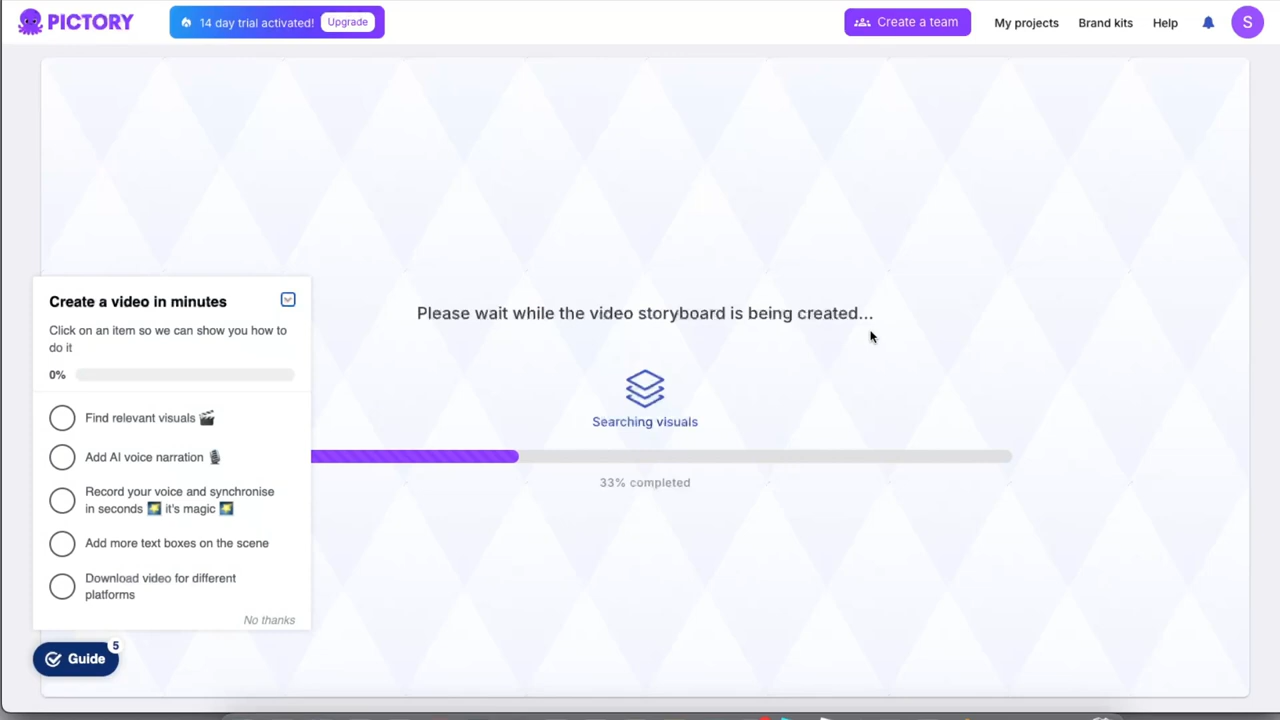 PICTORY
14 day trial activated!
Upgrade
Create a team
My projects
Brand kits
Help
S
Please wait while the video storyboard is being created...
Searching visuals
33% completed
Create a video in minutes
Click on an item so we can show you how to
do it
0%
Find relevant visuals 🎬
Add AI voice narration 🎙️
Record your voice and synchronise
in seconds 🌠 it's magic 🌠
Add more text boxes on the scene
Download video for different
platforms
No thanks
Guide
5